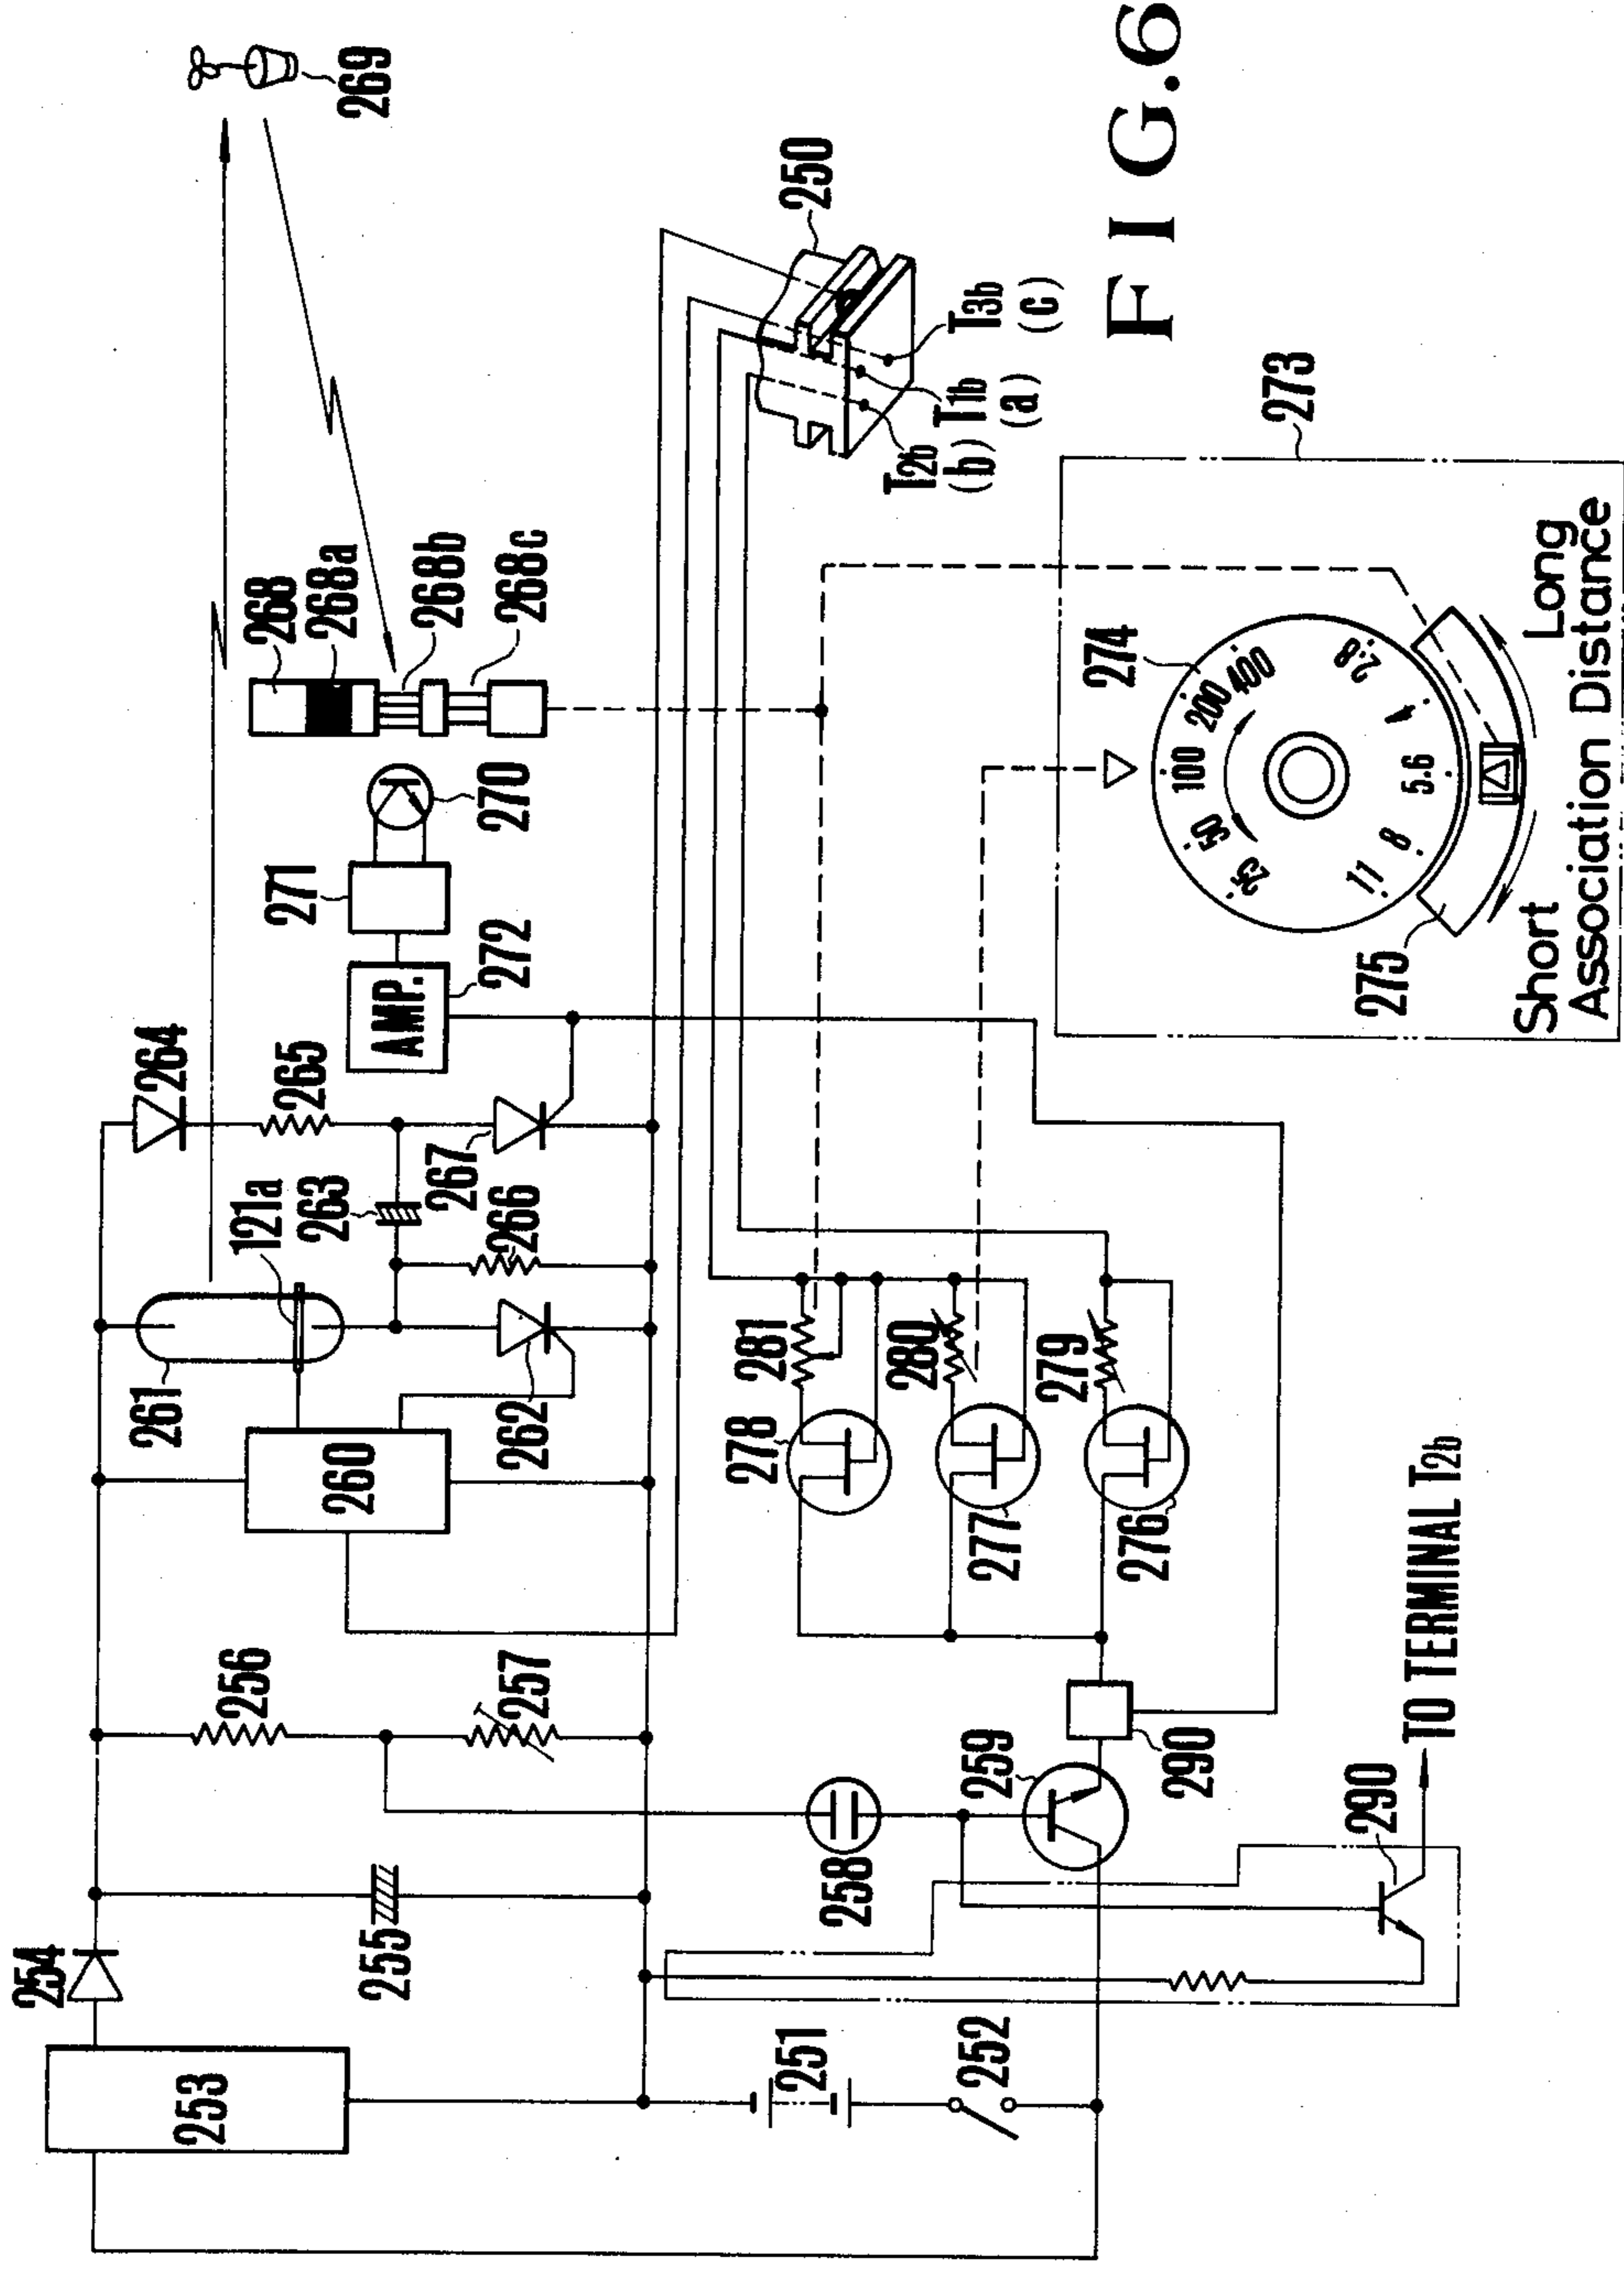 254
253
255
256
257
251
252
258
259
290
290
TO TERMINAL T2b
260
261
121a
262
263
264
265
266
267
268
268a
268b
268c
269
270
271
AMP.
272
278
281
277
280
276
279
250
T2b
(b)
T1b
(a)
T3b
(c)
273
274
25 50 100 200 400
11 8 5.6 4 2.8
275
Short Long
Association Distance
FIG.6